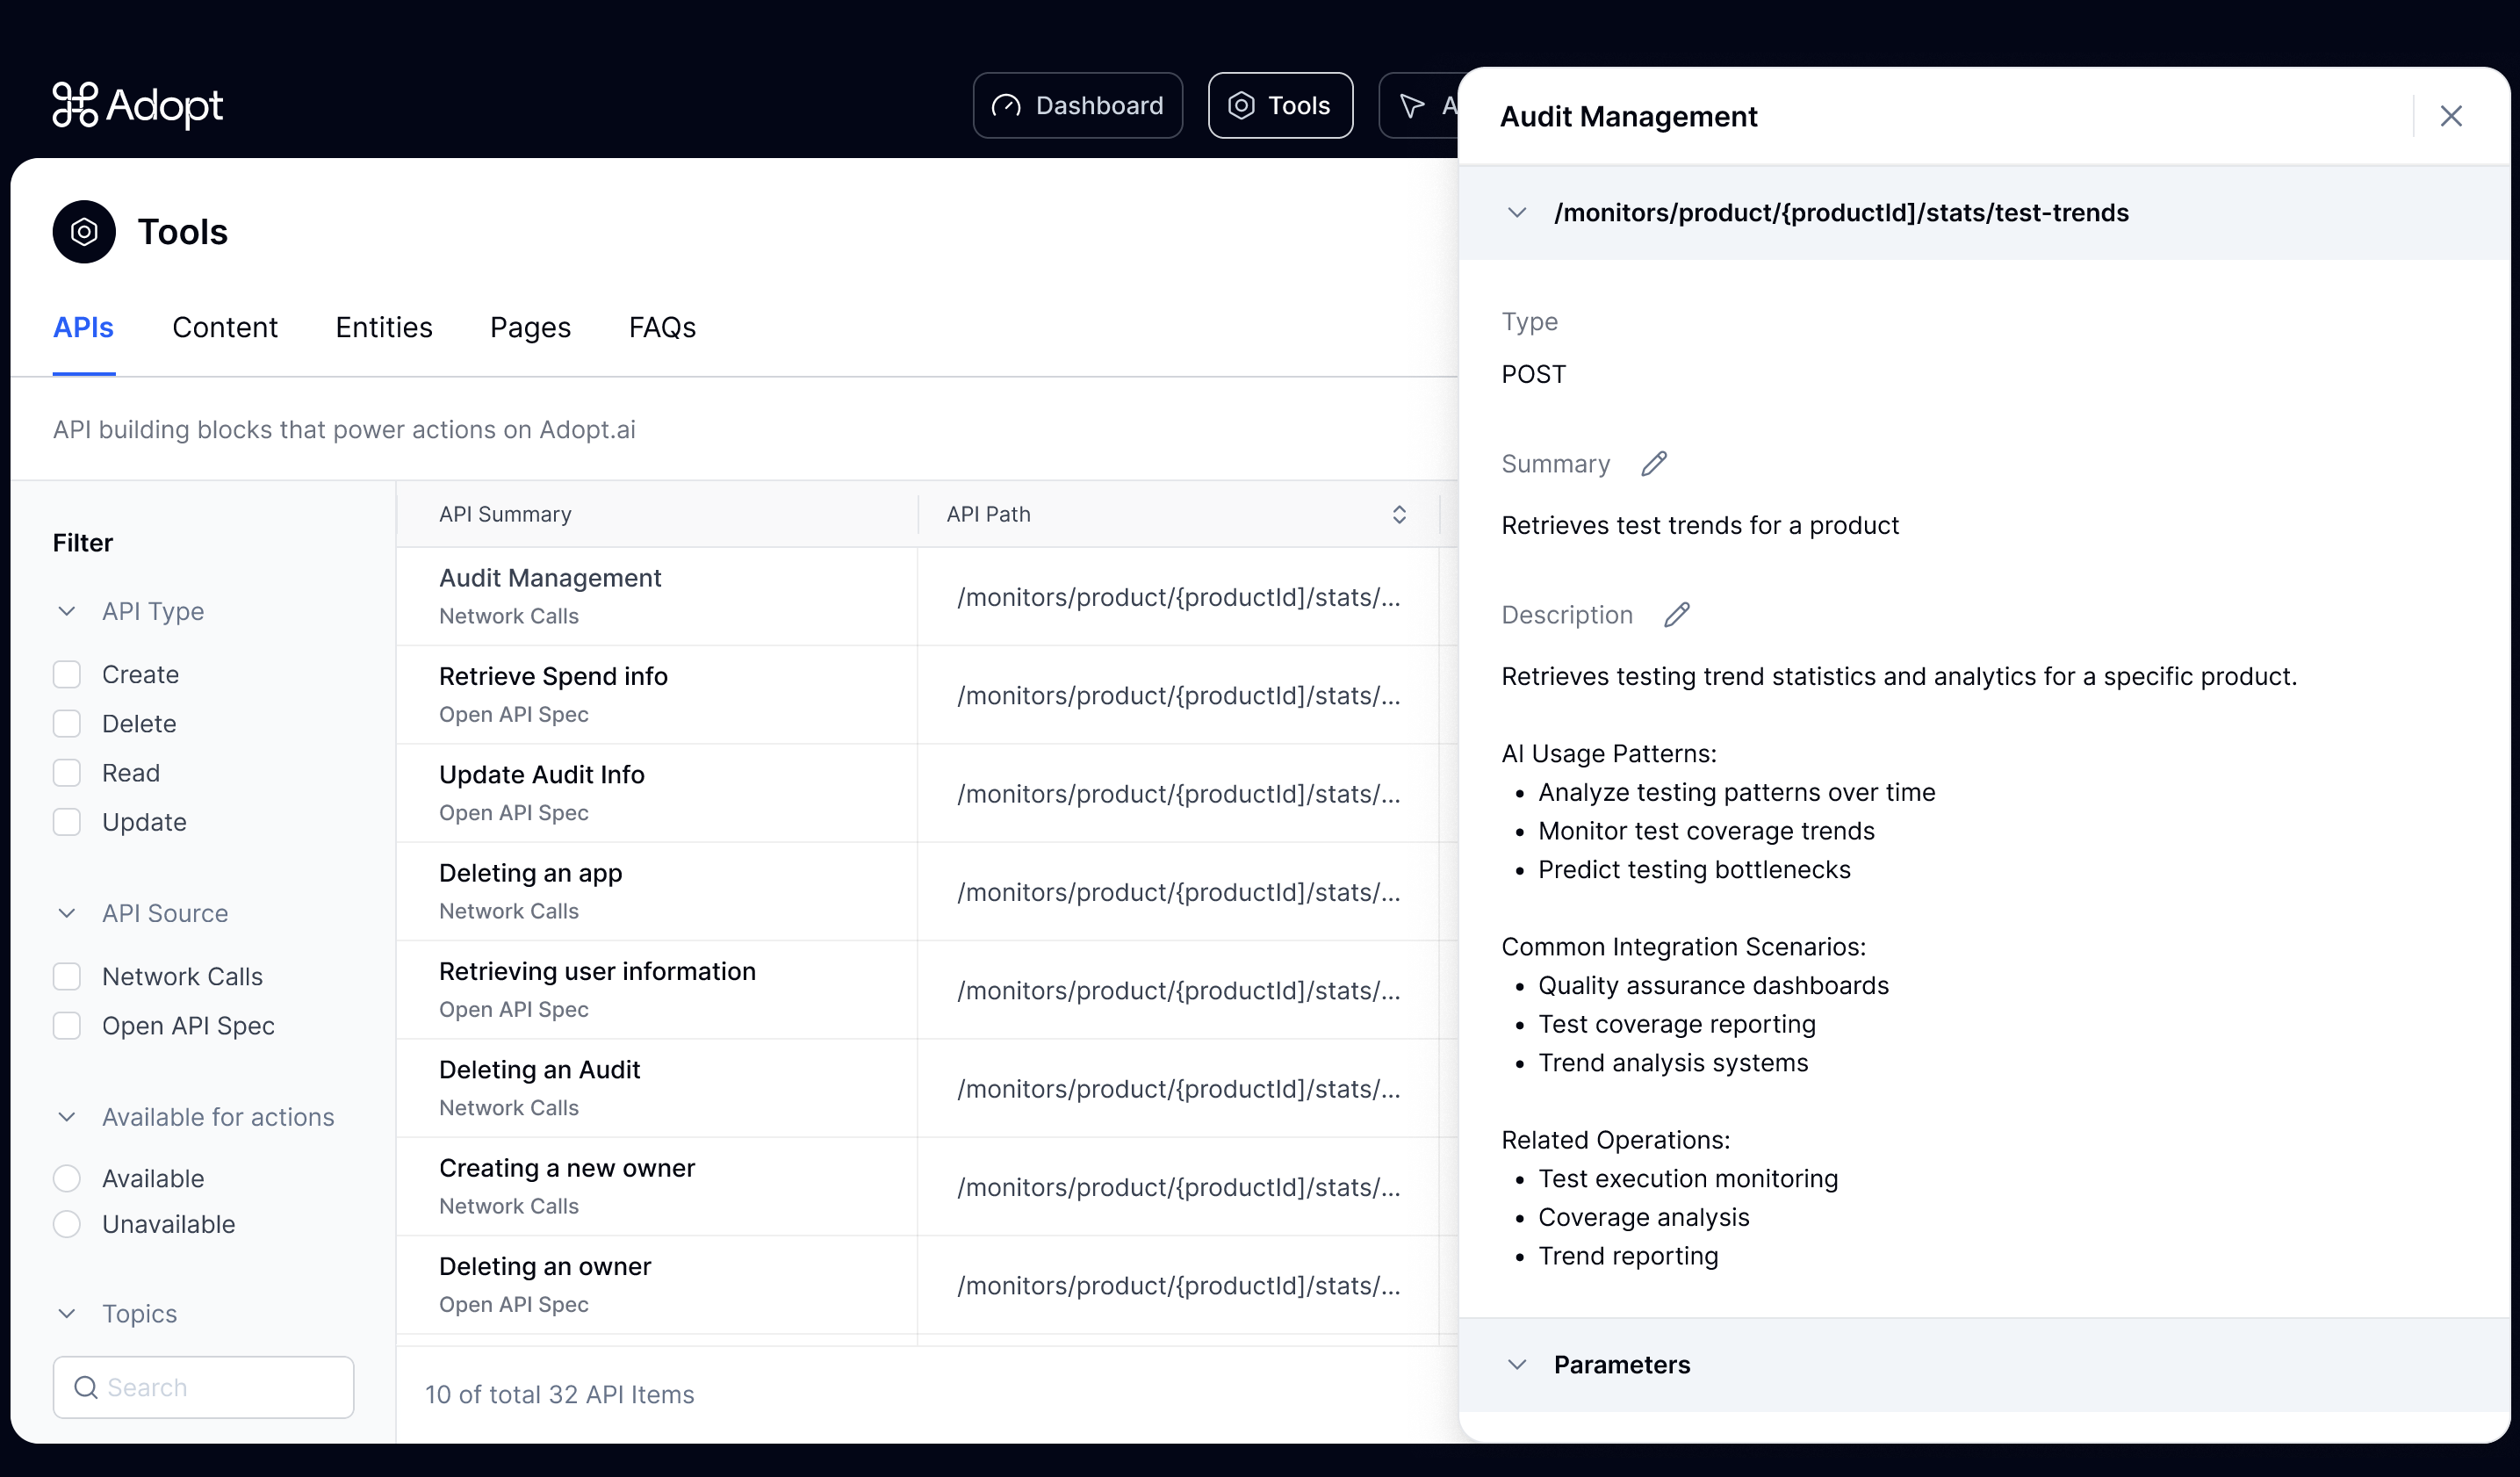 Adopt
Dashboard
Tools
A
Tools
APIs
Content
Entities
Pages
FAQs
API building blocks that power actions on Adopt.ai
Filter
API Type
Create
Delete
Read
Update
API Source
Network Calls
Open API Spec
Available for actions
Available
Unavailable
Topics
Search
API Summary
API Path
Audit Management
Network Calls
/monitors/product/{productId]/stats/...
Retrieve Spend info
Open API Spec
/monitors/product/{productId]/stats/...
Update Audit Info
Open API Spec
/monitors/product/{productId]/stats/...
Deleting an app
Network Calls
/monitors/product/{productId]/stats/...
Retrieving user information
Open API Spec
/monitors/product/{productId]/stats/...
Deleting an Audit
Network Calls
/monitors/product/{productId]/stats/...
Creating a new owner
Network Calls
/monitors/product/{productId]/stats/...
Deleting an owner
Open API Spec
/monitors/product/{productId]/stats/...
10 of total 32 API Items
Audit Management
/monitors/product/{productId]/stats/test-trends
Type
POST
Summary
Retrieves test trends for a product
Description
Retrieves testing trend statistics and analytics for a specific product.
AI Usage Patterns:
• Analyze testing patterns over time
• Monitor test coverage trends
• Predict testing bottlenecks
Common Integration Scenarios:
• Quality assurance dashboards
• Test coverage reporting
• Trend analysis systems
Related Operations:
• Test execution monitoring
• Coverage analysis
• Trend reporting
Parameters